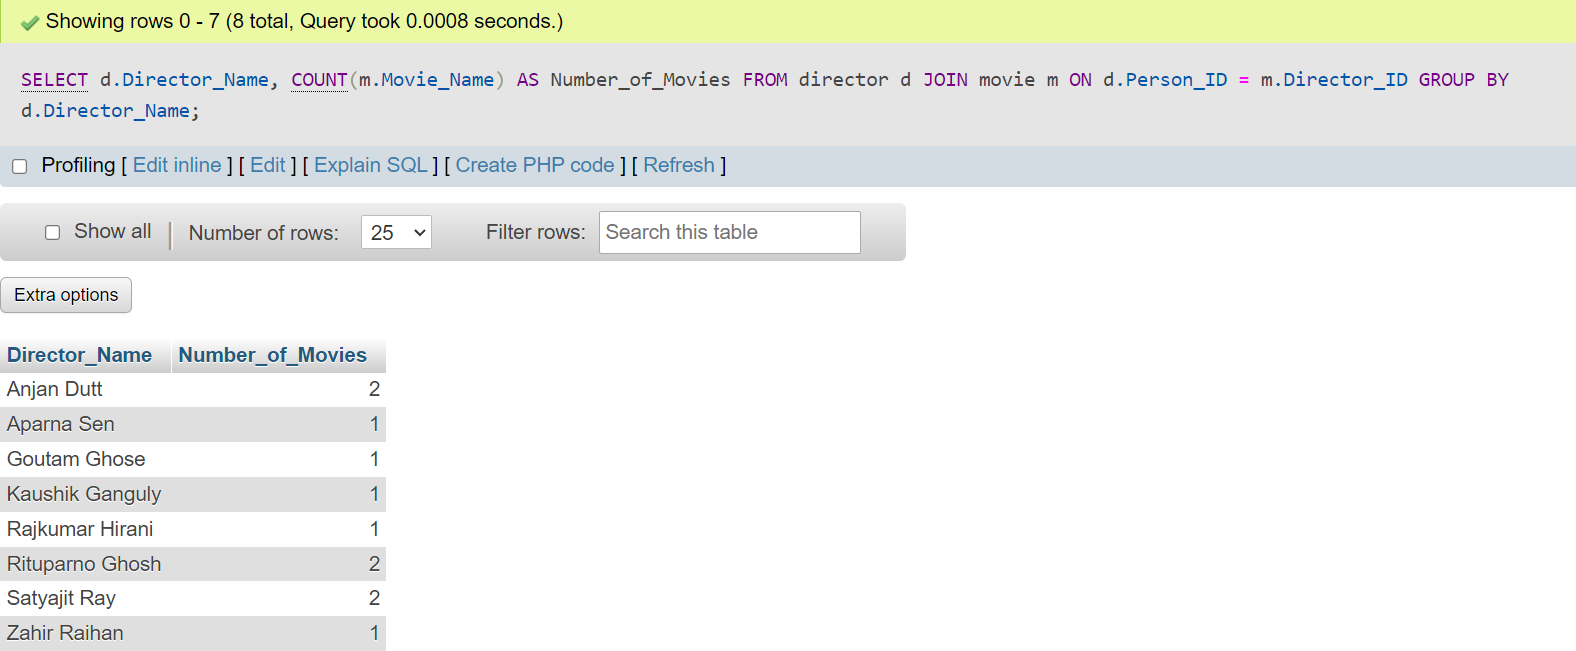 Showing rows 0 - 7 (8 total, Query took 0.0008 seconds.)
SELECT d.Director_Name, COUNT(m.Movie_Name) AS Number_of_Movies FROM director d JOIN movie m ON d.Person_ID = m.Director_ID GROUP BY
d.Director_Name;
Profiling [ Edit inline ] [ Edit ] [ Explain SQL ] [ Create PHP code ] [ Refresh ]
Show all Number of rows: 25 Filter rows: Search this table
Extra options
Director_Name Number_of_Movies
Anjan Dutt 2
Aparna Sen 1
Goutam Ghose 1
Kaushik Ganguly 1
Rajkumar Hirani 1
Rituparno Ghosh 2
Satyajit Ray 2
Zahir Raihan 1